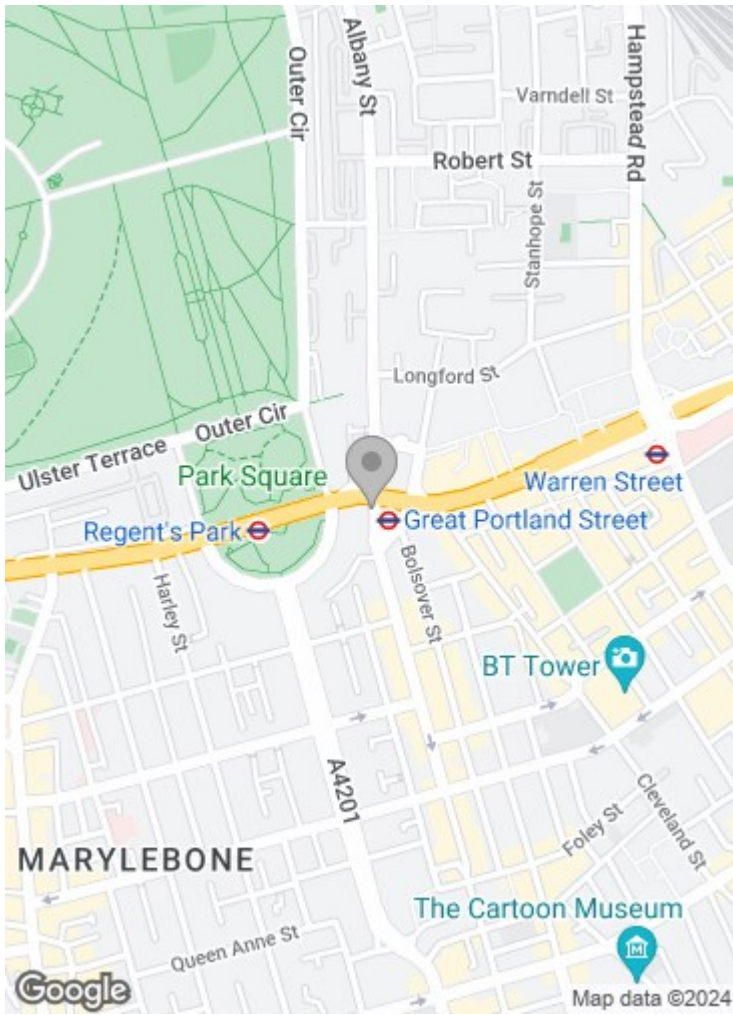 Outer Cir
Albany St
Hampstead Rd
Varndell St
Robert St
Stanhope St
Longford St
Outer Cir
Ulster Terrace
Park Square
Warren Street
Regent's Park
Great Portland Street
Bolsover St
Harley St
BT Tower
A4201
Cleveland St
Foley St
MARYLEBONE
The Cartoon Museum
Queen Anne St
Google
Map data ©2024